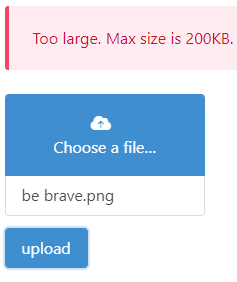 Too large. Max size is 200KB.
Choose a file...
be brave.png
upload